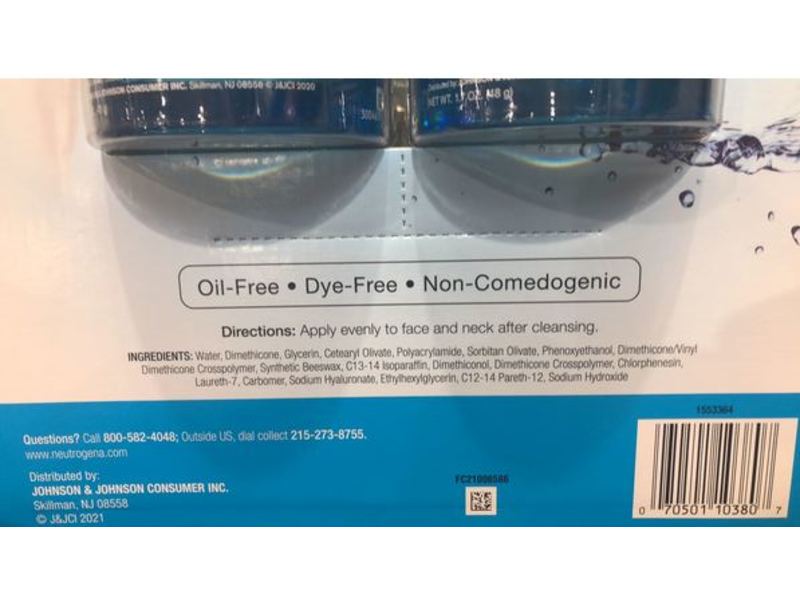 JOHNSON CONSUMER INC. Skillman, NJ 08558 © J&JCI 2020
NET WT. 1.7 OZ. (48 g)
Oil-Free • Dye-Free • Non-Comedogenic
Directions: Apply evenly to face and neck after cleansing.
INGREDIENTS: Water, Dimethicone, Glycerin, Cetearyl Olivate, Polyacrylamide, Sorbitan Olivate, Phenoxyethanol, Dimethicone/Vinyl
Dimethicone Crosspolymer, Synthetic Beeswax, C13-14 Isoparaffin, Dimethiconol, Dimethicone Crosspolymer, Chlorphenesin,
Laureth-7, Carbomer, Sodium Hyaluronate, Ethylhexylglycerin, C12-14 Pareth-12, Sodium Hydroxide
Questions? Call 800-582-4048; Outside US, dial collect 215-273-8755.
www.neutrogena.com
Distributed by:
JOHNSON & JOHNSON CONSUMER INC.
Skillman, NJ 08558
© J&JCI 2021
FC21006586
1553364
0 70501 10380 7